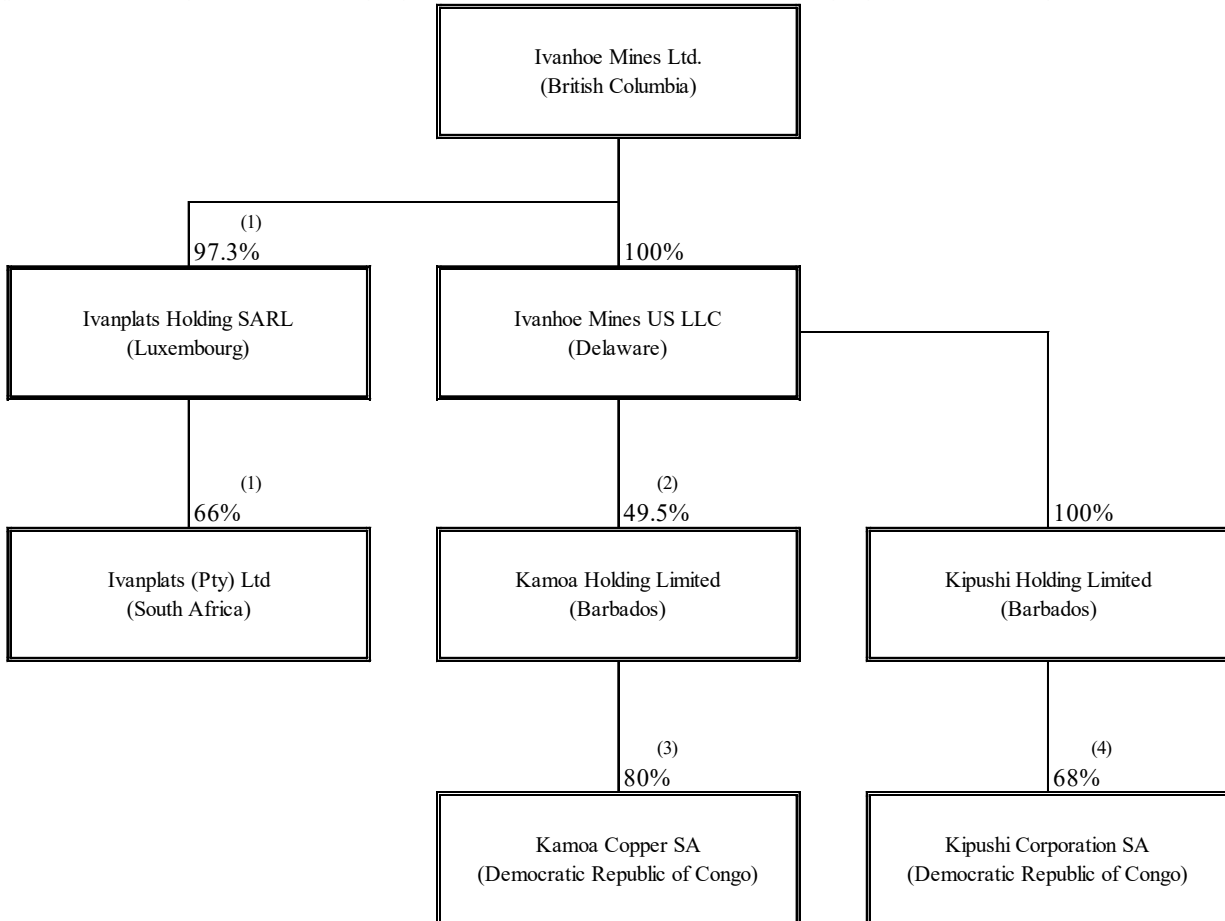 Ivanhoe Mines Ltd.
(British Columbia)
(1)
97.3%
100%
Ivanplats Holding SARL
(Luxembourg)
Ivanhoe Mines US LLC
(Delaware)
(1)
66%
(2)
49.5%
100%
Ivanplats (Pty) Ltd
(South Africa)
Kamoa Holding Limited
(Barbados)
Kipushi Holding Limited
(Barbados)
(3)
80%
(4)
68%
Kamoa Copper SA
(Democratic Republic of Congo)
Kipushi Corporation SA
(Democratic Republic of Congo)